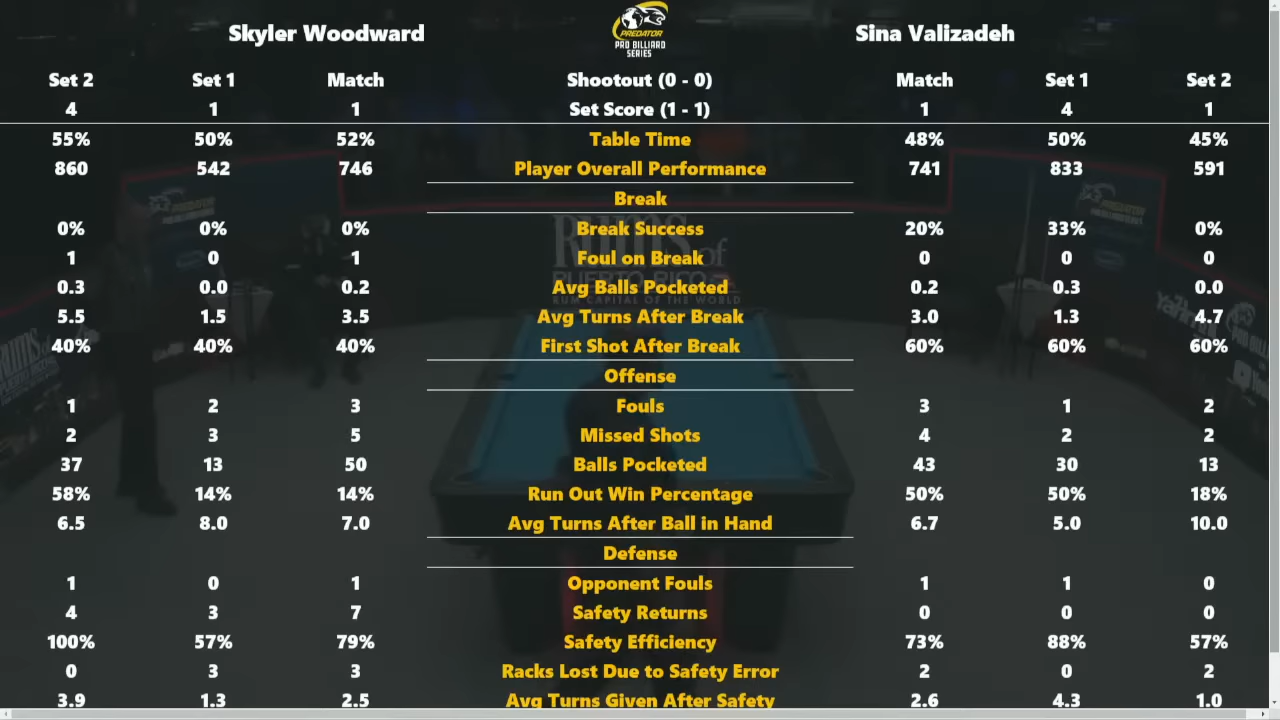 Skyler Woodward
PREDATOR
PRO BILLIARD
SERIES
Sina Valizadeh
Set 2 Set 1 Match Shootout (0 - 0) Match Set 1 Set 2
4 1 1 Set Score (1 - 1) 1 4 1
55% 50% 52% Table Time 48% 50% 45%
860 542 746 Player Overall Performance 741 833 591
Break
0% 0% 0% Break Success 20% 33% 0%
1 0 1 Foul on Break 0 0 0
0.3 0.0 0.2 Avg Balls Pocketed 0.2 0.3 0.0
5.5 1.5 3.5 Avg Turns After Break 3.0 1.3 4.7
40% 40% 40% First Shot After Break 60% 60% 60%
Offense
1 2 3 Fouls 3 1 2
2 3 5 Missed Shots 4 2 2
37 13 50 Balls Pocketed 43 30 13
58% 14% 14% Run Out Win Percentage 50% 50% 18%
6.5 8.0 7.0 Avg Turns After Ball in Hand 6.7 5.0 10.0
Defense
1 0 1 Opponent Fouls 1 1 0
4 3 7 Safety Returns 0 0 0
100% 57% 79% Safety Efficiency 73% 88% 57%
0 3 3 Racks Lost Due to Safety Error 2 0 2
3.9 1.3 2.5 Avg Turns Given After Safety 2.6 4.3 1.0
Rums of
PUERTO RICO
RUM CAPITAL OF THE WORLD